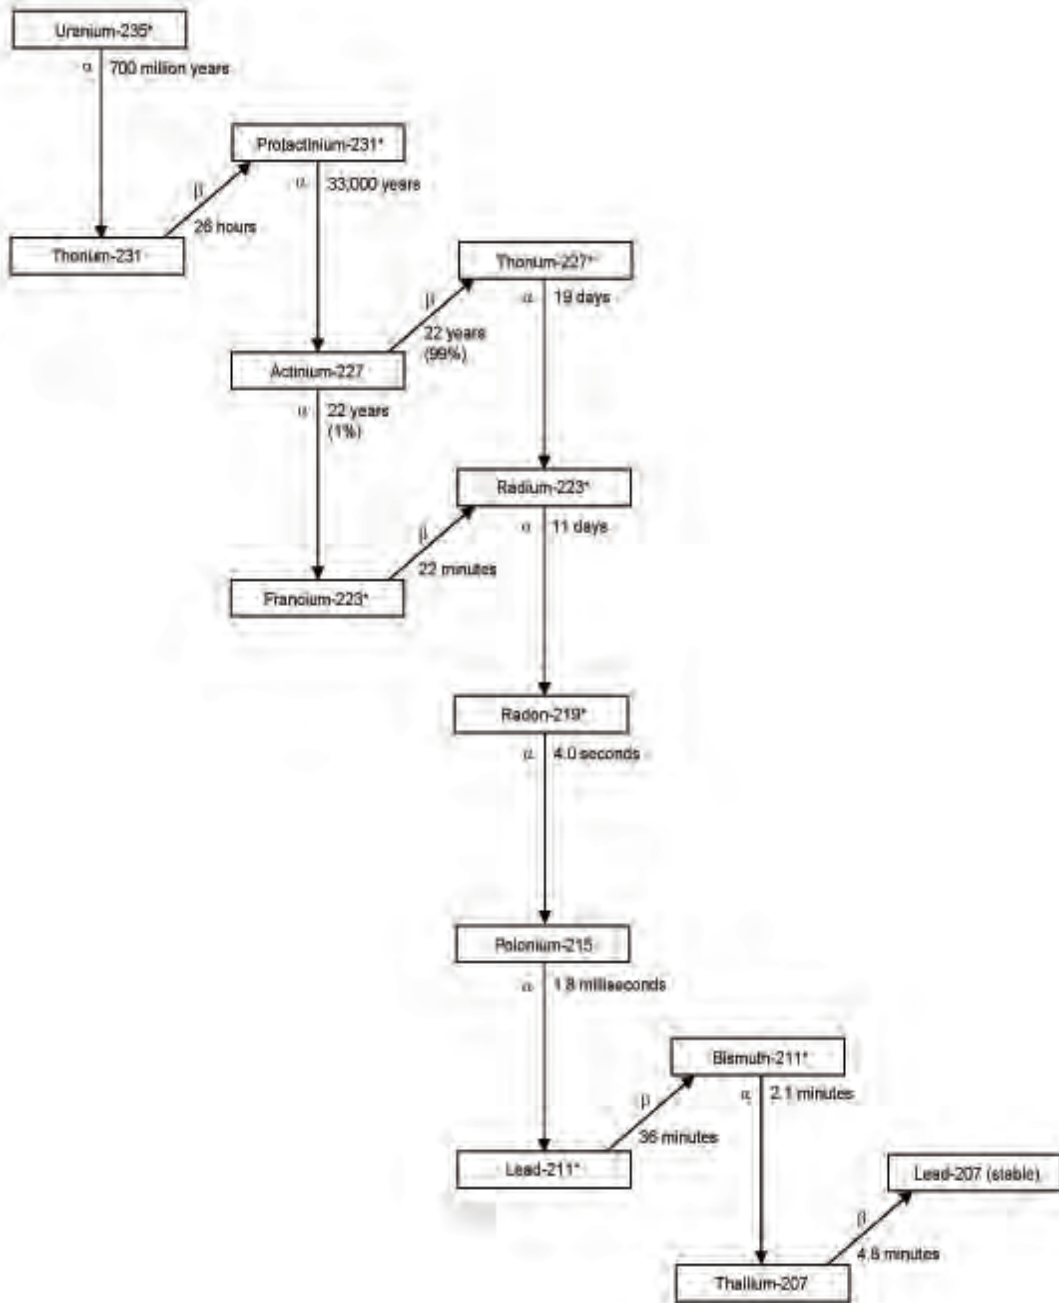 Uranium-235*
α 700 million years
Protactinium-231*
α 33,000 years
β
26 hours
Thorium-231
Thorium-227*
α 19 days
β
22 years
(99%)
Actinium-227
α 22 years
(1%)
Radium-223*
α 11 days
β
22 minutes
Francium-223*
Radon-219*
α 4.0 seconds
Polonium-215
α 1.8 milliseconds
Bismuth-211*
α 2.1 minutes
β
36 minutes
Lead-211*
Lead-207 (stable)
β
4.8 minutes
Thallium-207